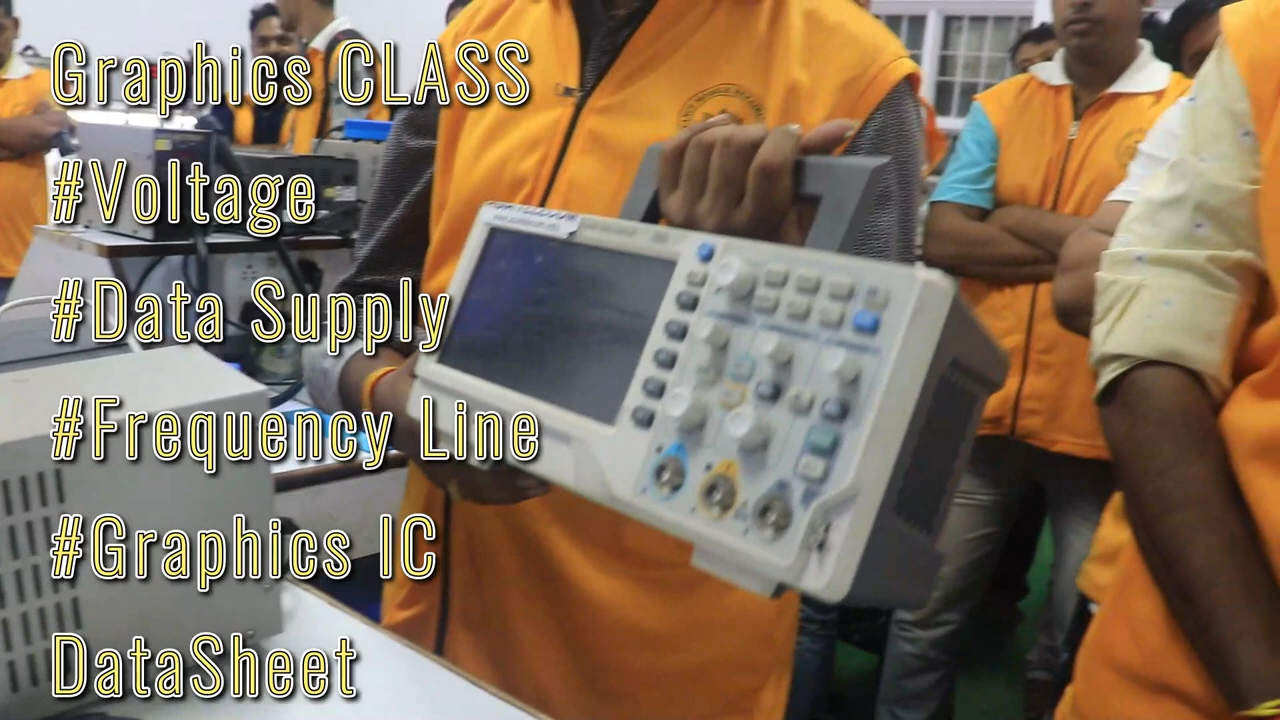 Graphics CLASS
#Voltage
#Data Supply
#Frequency Line
#Graphics IC
DataSheet